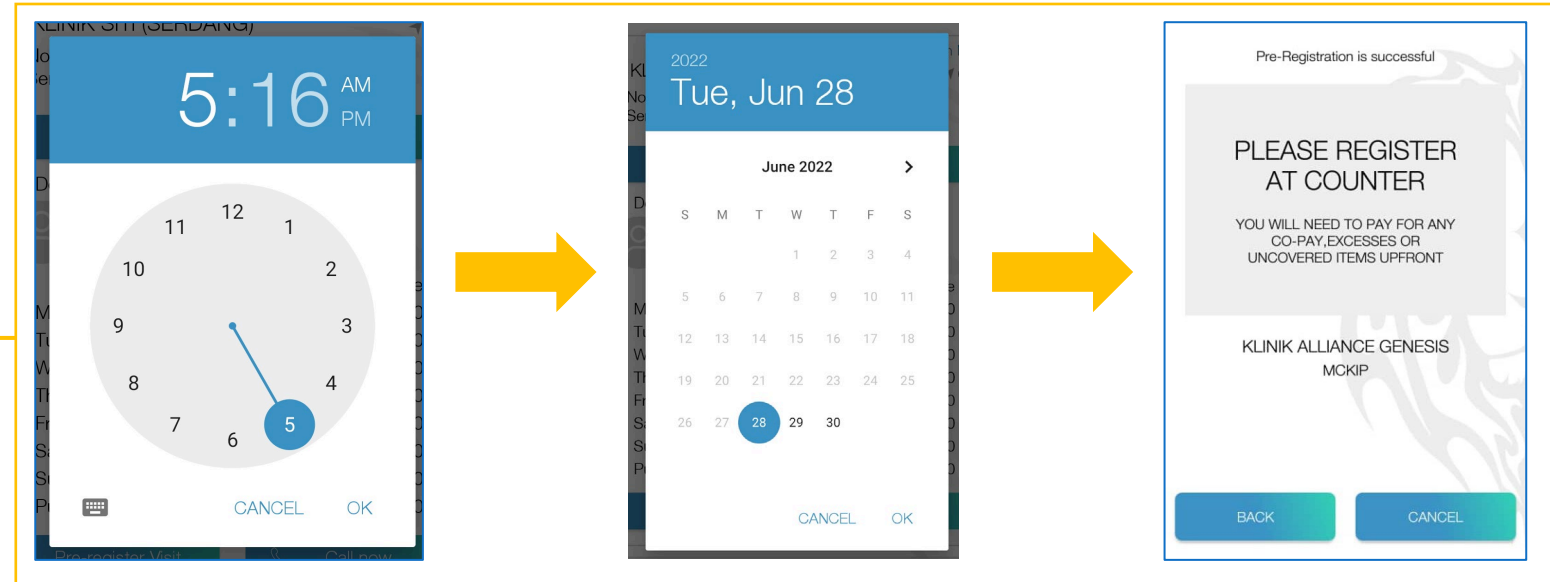 KLINIK SITI (SERDANG)
5:16
AM
PM
12
11
1
10
2
9
3
8
4
7
5
6
CANCEL
OK
Pre-register Visit
Call now
2022
Tue, Jun 28
June 2022
S M T W T F S
1 2 3 4
5 6 7 8 9 10 11
12 13 14 15 16 17 18
19 20 21 22 23 24 25
26 27 28 29 30
CANCEL
OK
Pre-Registration is successful
PLEASE REGISTER
AT COUNTER
YOU WILL NEED TO PAY FOR ANY
CO-PAY,EXCESSES OR
UNCOVERED ITEMS UPFRONT
KLINIK ALLIANCE GENESIS
MCKIP
BACK
CANCEL